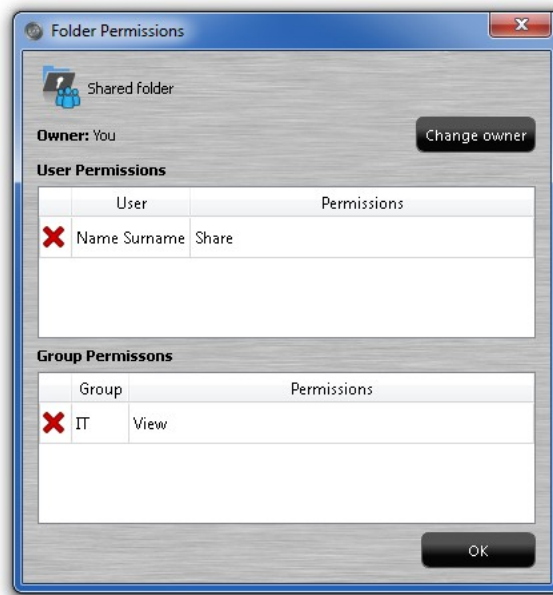 Folder Permissions
X
Shared folder
Owner: You
Change owner
User Permissions
User Permissions
Name Surname Share
Group Permissons
Group Permissions
IT View
OK